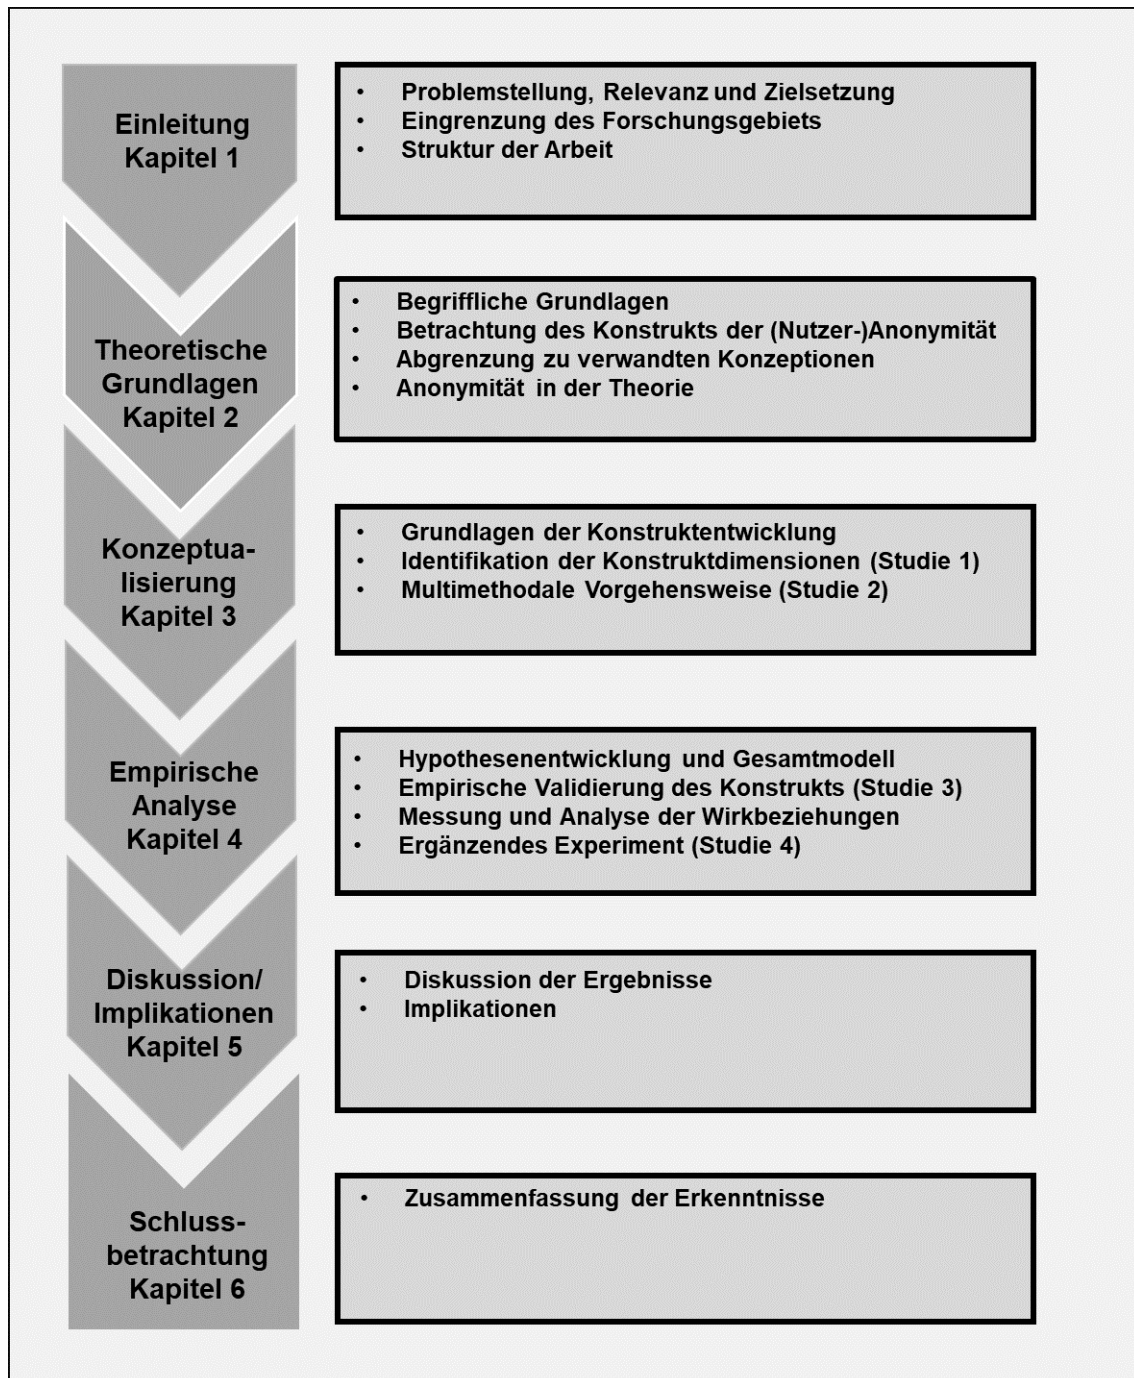 Einleitung
Kapitel 1
• Problemstellung, Relevanz und Zielsetzung
• Eingrenzung des Forschungsgebiets
• Struktur der Arbeit
Theoretische
Grundlagen
Kapitel 2
• Begriffliche Grundlagen
• Betrachtung des Konstrukts der (Nutzer-)Anonymität
• Abgrenzung zu verwandten Konzeptionen
• Anonymität in der Theorie
Konzeptua-
lisierung
Kapitel 3
• Grundlagen der Konstruktentwicklung
• Identifikation der Konstruktdimensionen (Studie 1)
• Multimethodale Vorgehensweise (Studie 2)
Empirische
Analyse
Kapitel 4
• Hypothesenentwicklung und Gesamtmodell
• Empirische Validierung des Konstrukts (Studie 3)
• Messung und Analyse der Wirkbeziehungen
• Ergänzendes Experiment (Studie 4)
Diskussion/
Implikationen
Kapitel 5
• Diskussion der Ergebnisse
• Implikationen
Schluss-
betrachtung
Kapitel 6
• Zusammenfassung der Erkenntnisse